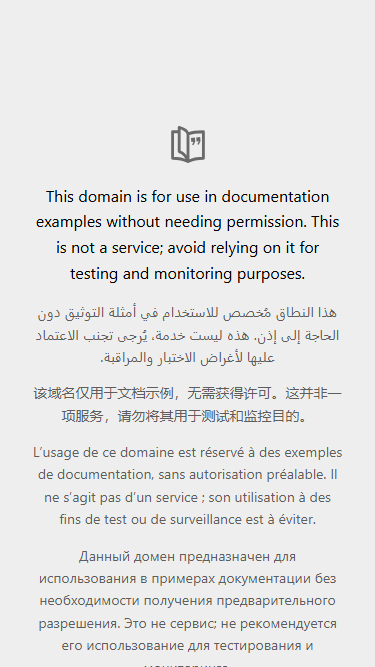 This domain is for use in documentation
examples without needing permission. This
is not a service; avoid relying on it for
testing and monitoring purposes.
هذا النطاق مُخصص للاستخدام في أمثلة التوثيق دون
الحاجة إلى إذن. هذه ليست خدمة، يُرجى تجنب الاعتماد
عليها لأغراض الاختبار والمراقبة.
该域名仅用于文档示例，无需获得许可。这并非一
项服务，请勿将其用于测试和监控目的。
L’usage de ce domaine est réservé à des exemples
de documentation, sans autorisation préalable. Il
ne s’agit pas d’un service ; son utilisation à des
fins de test ou de surveillance est à éviter.
Данный домен предназначен для
использования в примерах документации без
необходимости получения предварительного
разрешения. Это не сервис; не рекомендуется
его использование для тестирования и